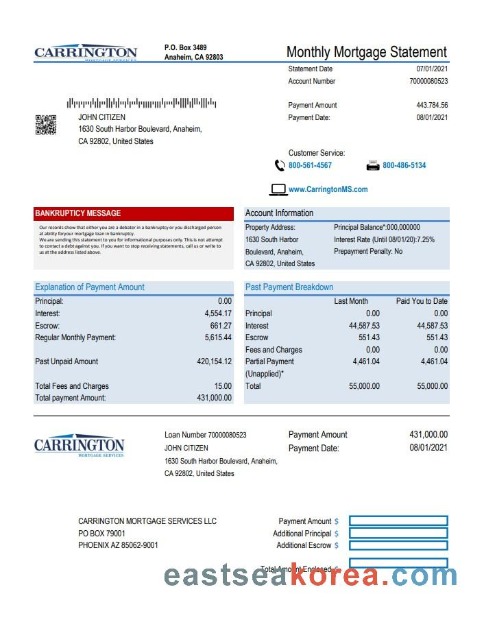 CARRINGTON
MORTGAGE SERVICES
P.O. Box 3489
Anaheim, CA 92803
Monthly Mortgage Statement
Statement Date 07/01/2021
Account Number 70000080523
Payment Amount 443.784.56
Payment Date: 08/01/2021
JOHN CITIZEN
1630 South Harbor Boulevard, Anaheim,
CA 92802, United States
Customer Service:
800-561-4567 800-486-5134
www.CarringtonMS.com
BANKRUPTCY MESSAGE
Our records show that either you are a debator in a bankruptcy or you discharged person
al ability for your mortgage loan in bankruptcy.
We are sending this statement to you for informational purposes only. This is not attempt
to contact a debt against you. If you want to stop receiving statements, call us or write to
us at the address listed above.
Account Information
Property Address: Principal Balance*:000,000000
1630 South Harbor Interest Rate (Until 08/01/20):7.25%
Boulevard, Anaheim, Prepayment Penalty: No
CA 92802, United States
Explanation of Payment Amount
Principal: 0.00
Interest: 4,554.17
Escrow: 661.27
Regular Monthly Payment: 5,615.44
Past Unpaid Amount 420,154.12
Total Fees and Charges 15.00
Total payment Amount: 431,000.00
Past Payment Breakdown
Last Month Paid You to Date
Principal 0.00 0.00
Interest 44,587.53 44,587.53
Escrow 551.43 551.43
Fees and Charges 0.00 0.00
Partial Payment 4,461.04 4,461.04
(Unapplied)*
Total 55,000.00 55,000.00
CARRINGTON
MORTGAGE SERVICES
Loan Number 70000080523
JOHN CITIZEN
1630 South Harbor Boulevard, Anaheim,
CA 92802, United States
Payment Amount 431,000.00
Payment Date: 08/01/2021
CARRINGTON MORTGAGE SERVICES LLC
PO BOX 79001
PHOENIX AZ 85062-9001
Payment Amount $
Additional Principal $
Additional Escrow $
Total Amount Enclosed $
eastseakorea.com